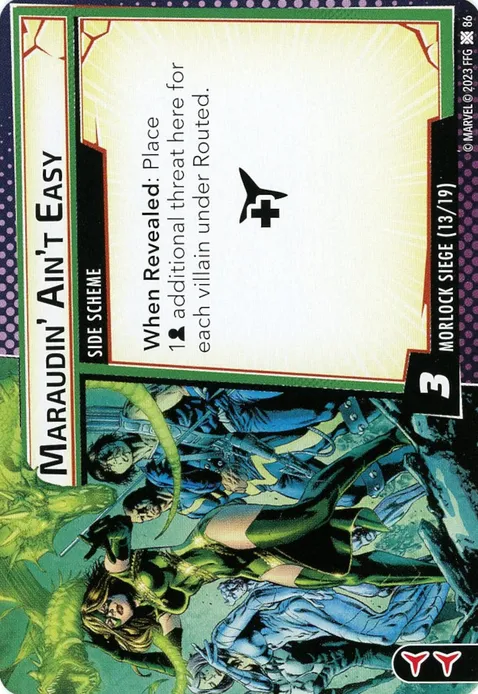 MARAUDIN' AIN'T EASY
SIDE SCHEME
When Revealed: Place
1 additional threat here for
each villain under Routed.
3
MORLOCK SIEGE (13/19)
© MARVEL © 2023 FFG 86